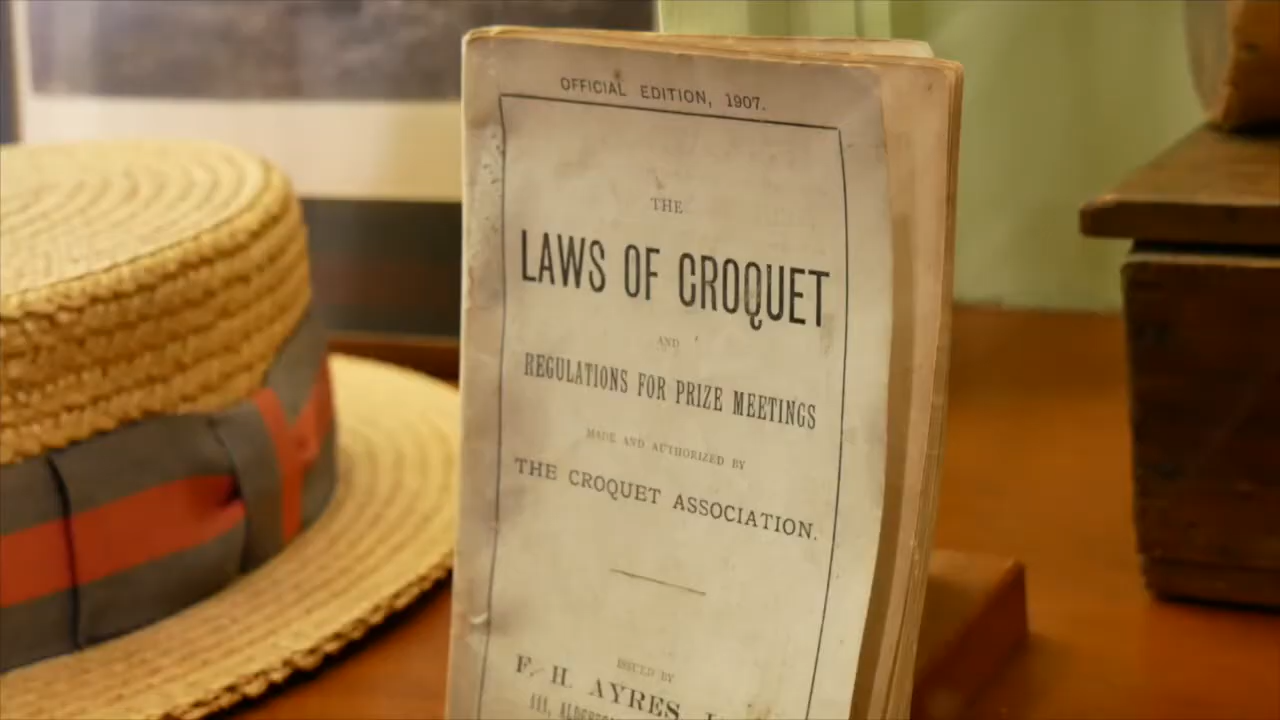 OFFICIAL EDITION, 1907.
THE
LAWS OF CROQUET
AND
REGULATIONS FOR PRIZE MEETINGS
MADE AND AUTHORIZED BY
THE CROQUET ASSOCIATION.
ISSUED BY
F. H. AYRES,
111,